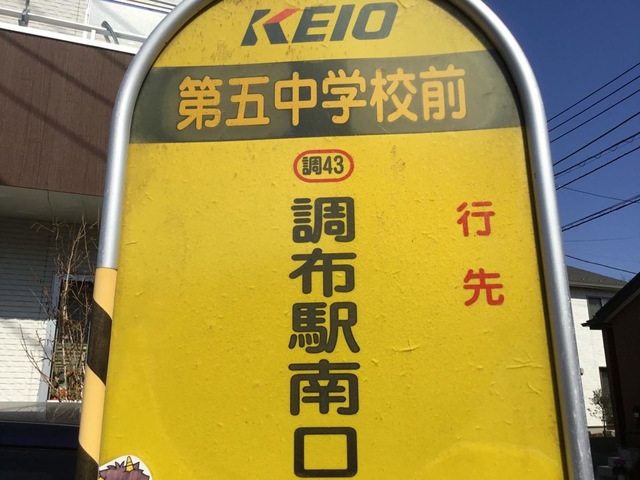 KEIO
第五中学校前
調43
行先
調布駅南口